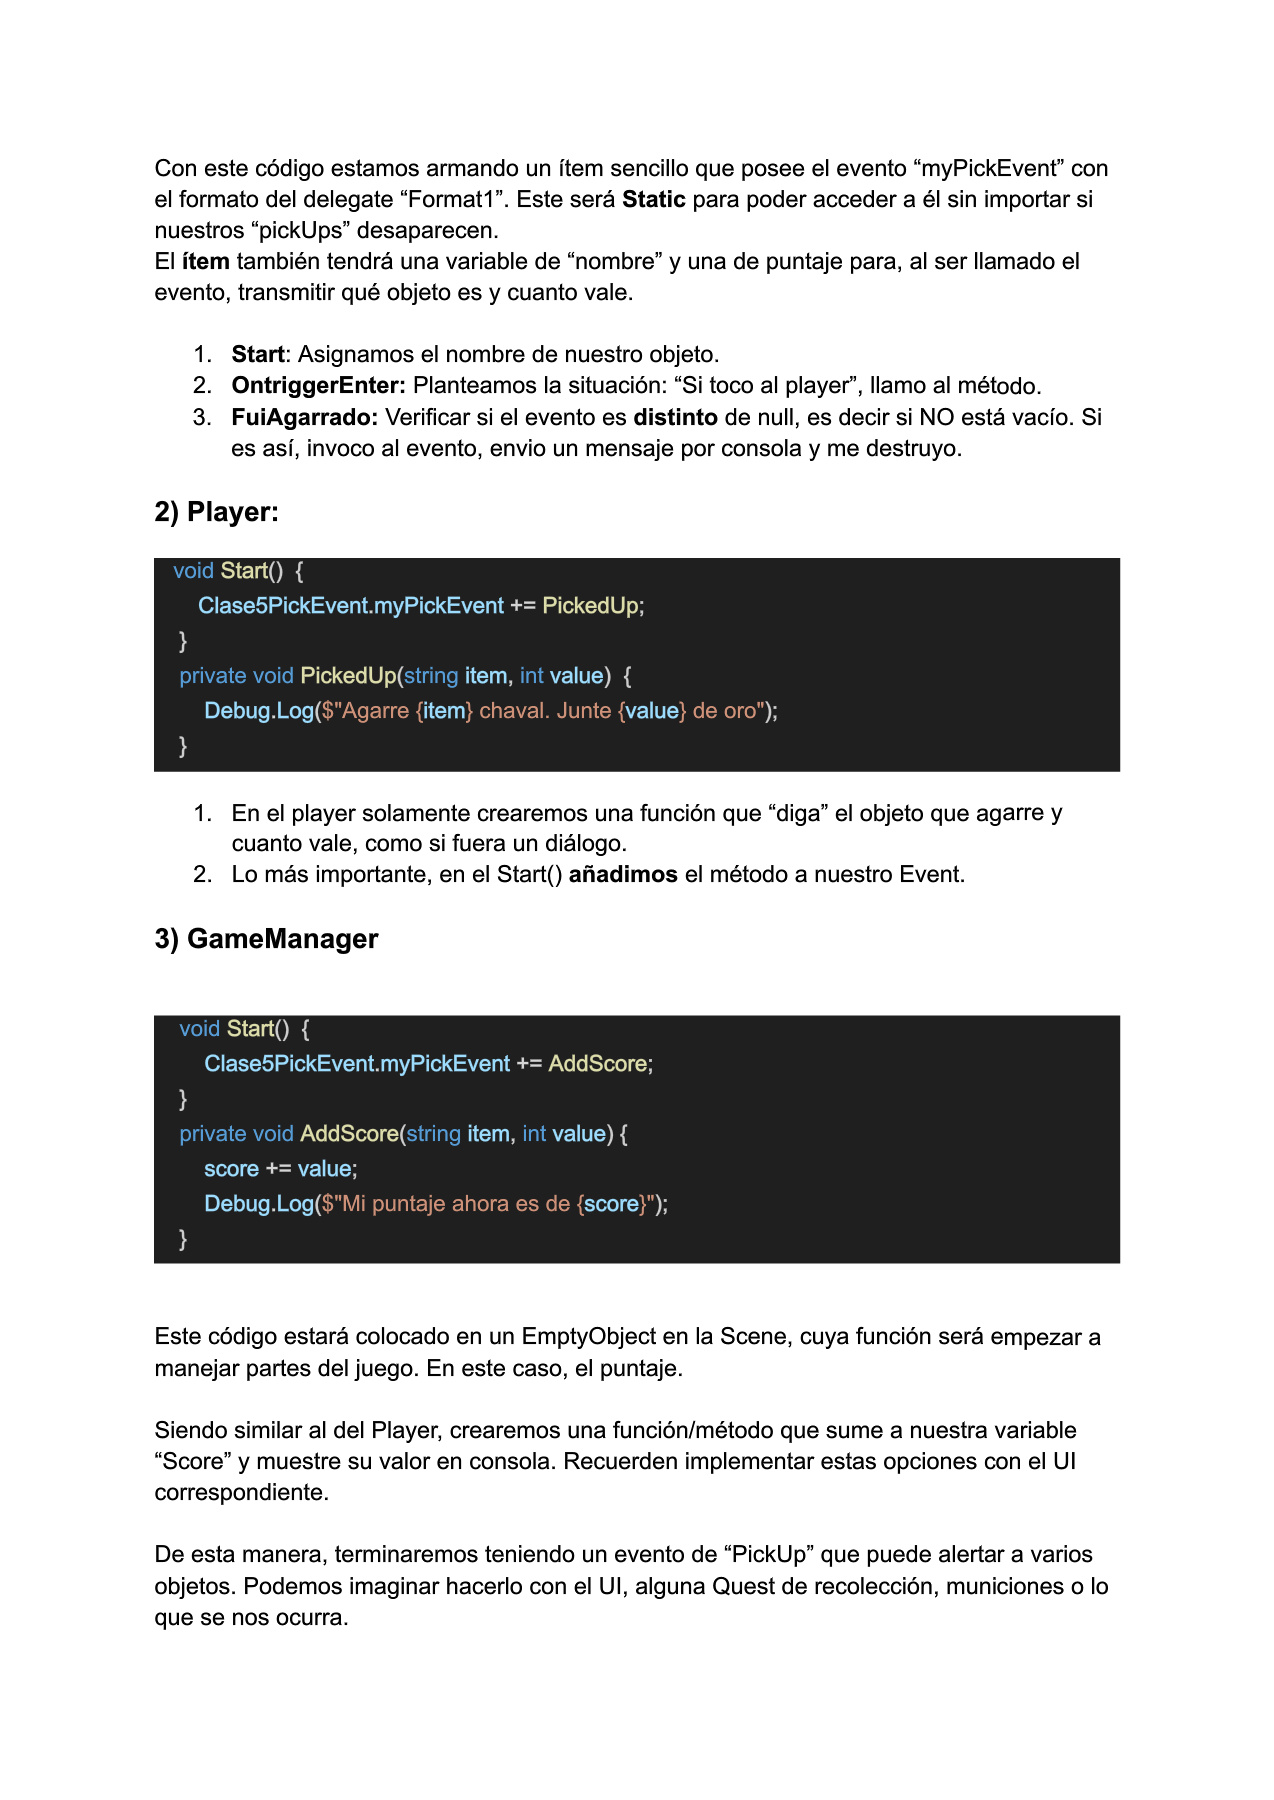 Con este código estamos armando un ítem sencillo que posee el evento “myPickEvent” con
el formato del delegate “Format1”. Este será Static para poder acceder a él sin importar si
nuestros “pickUps” desaparecen.
El ítem también tendrá una variable de “nombre” y una de puntaje para, al ser llamado el
evento, transmitir qué objeto es y cuanto vale.
1. Start: Asignamos el nombre de nuestro objeto.
2. OntriggerEnter: Planteamos la situación: “Si toco al player”, llamo al método.
3. FuiAgarrado: Verificar si el evento es distinto de null, es decir si NO está vacío. Si
es así, invoco al evento, envio un mensaje por consola y me destruyo.
2) Player:
void Start() {
Clase5PickEvent.myPickEvent += PickedUp;
}
private void PickedUp(string item, int value) {
Debug.Log($"Agarre {item} chaval. Junte {value} de oro");
}
1. En el player solamente crearemos una función que “diga” el objeto que agarre y
cuanto vale, como si fuera un diálogo.
2. Lo más importante, en el Start() añadimos el método a nuestro Event.
3) GameManager
void Start() {
Clase5PickEvent.myPickEvent += AddScore;
}
private void AddScore(string item, int value) {
score += value;
Debug.Log($"Mi puntaje ahora es de {score}");
}
Este código estará colocado en un EmptyObject en la Scene, cuya función será empezar a
manejar partes del juego. En este caso, el puntaje.
Siendo similar al del Player, crearemos una función/método que sume a nuestra variable
“Score” y muestre su valor en consola. Recuerden implementar estas opciones con el UI
correspondiente.
De esta manera, terminaremos teniendo un evento de “PickUp” que puede alertar a varios
objetos. Podemos imaginar hacerlo con el UI, alguna Quest de recolección, municiones o lo
que se nos ocurra.